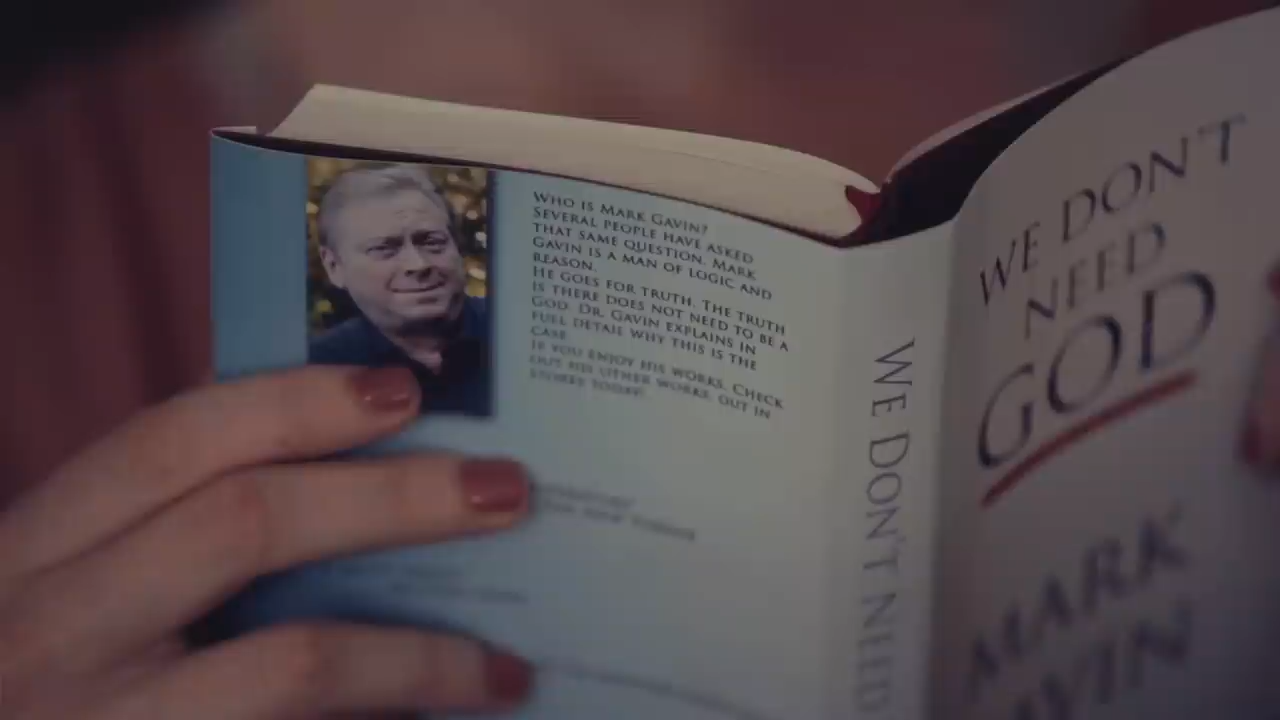 WHO IS MARK GAVIN?
SEVERAL PEOPLE HAVE ASKED
THAT SAME QUESTION. MARK
GAVIN IS A MAN OF LOGIC AND
REASON.
HE GOES FOR TRUTH. THE TRUTH
IS THERE DOES NOT NEED TO BE A
GOD. DR. GAVIN EXPLAINS IN
FULL DETAIL WHY THIS IS THE
CASE.
IF YOU ENJOY HIS WORKS. CHECK
OUT HIS OTHER WORKS. OUT IN
STORES TODAY!
WE DON'T NEED
WE DON'T
NEED
GOD
MARK